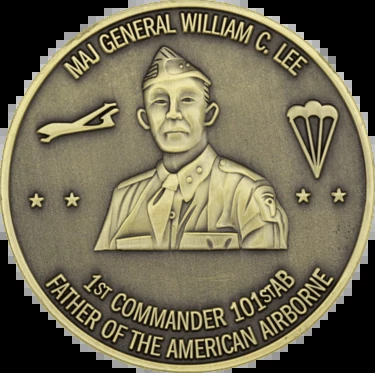 MAJ GENERAL WILLIAM C. LEE
1ST COMMANDER 101STAB
FATHER OF THE AMERICAN AIRBORNE